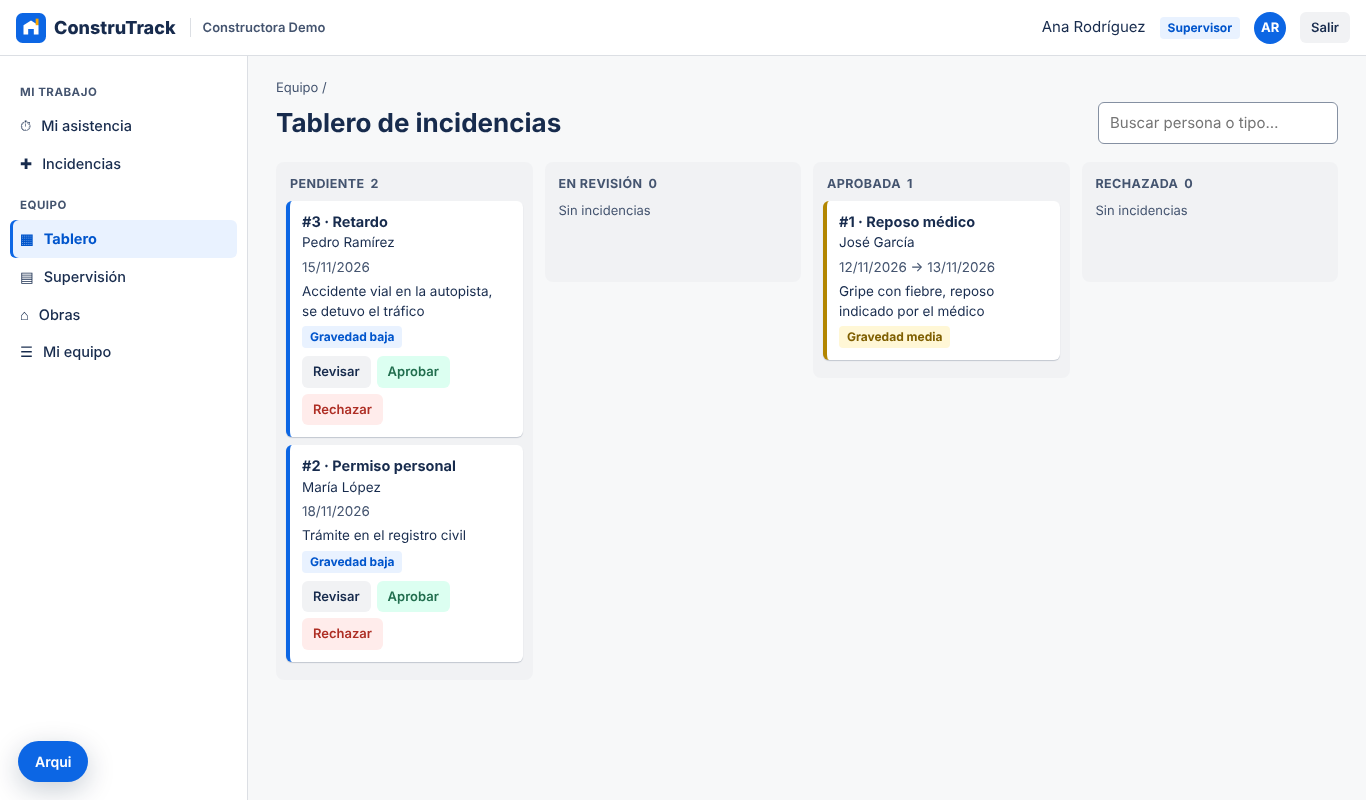 ConstruTrack
Constructora Demo
Ana Rodríguez
Supervisor
AR
Salir
MI TRABAJO
Mi asistencia
Incidencias
EQUIPO
Tablero
Supervisión
Obras
Mi equipo
Arqui
Equipo /
Tablero de incidencias
Buscar persona o tipo...
PENDIENTE 2
#3 · Retardo
Pedro Ramírez
15/11/2026
Accidente vial en la autopista,
se detuvo el tráfico
Gravedad baja
Revisar
Aprobar
Rechazar
#2 · Permiso personal
María López
18/11/2026
Trámite en el registro civil
Gravedad baja
Revisar
Aprobar
Rechazar
EN REVISIÓN 0
Sin incidencias
APROBADA 1
#1 · Reposo médico
José García
12/11/2026 → 13/11/2026
Gripe con fiebre, reposo
indicado por el médico
Gravedad media
RECHAZADA 0
Sin incidencias